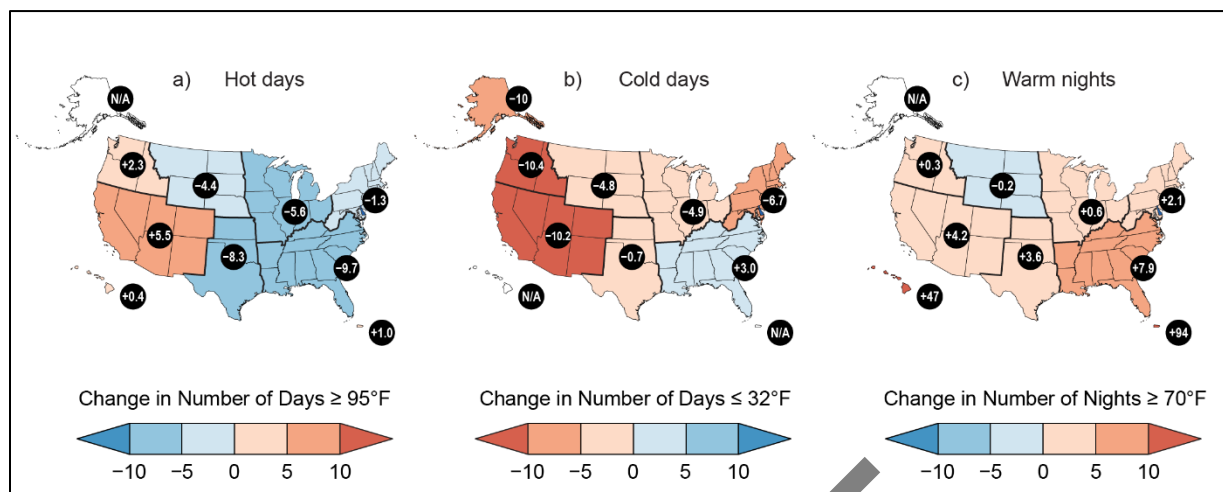 a) Hot days
N/A
+2.3
−4.4
−5.6
−1.3
+5.5
−8.3
−9.7
+0.4
+1.0
Change in Number of Days ≥ 95°F
−10 −5 0 5 10
b) Cold days
−10
−10.4
−4.8
−4.9
−6.7
−10.2
−0.7
+3.0
N/A
N/A
Change in Number of Days ≤ 32°F
−10 −5 0 5 10
c) Warm nights
N/A
+0.3
−0.2
+0.6
+2.1
+4.2
+3.6
+7.9
+47
+94
Change in Number of Nights ≥ 70°F
−10 −5 0 5 10